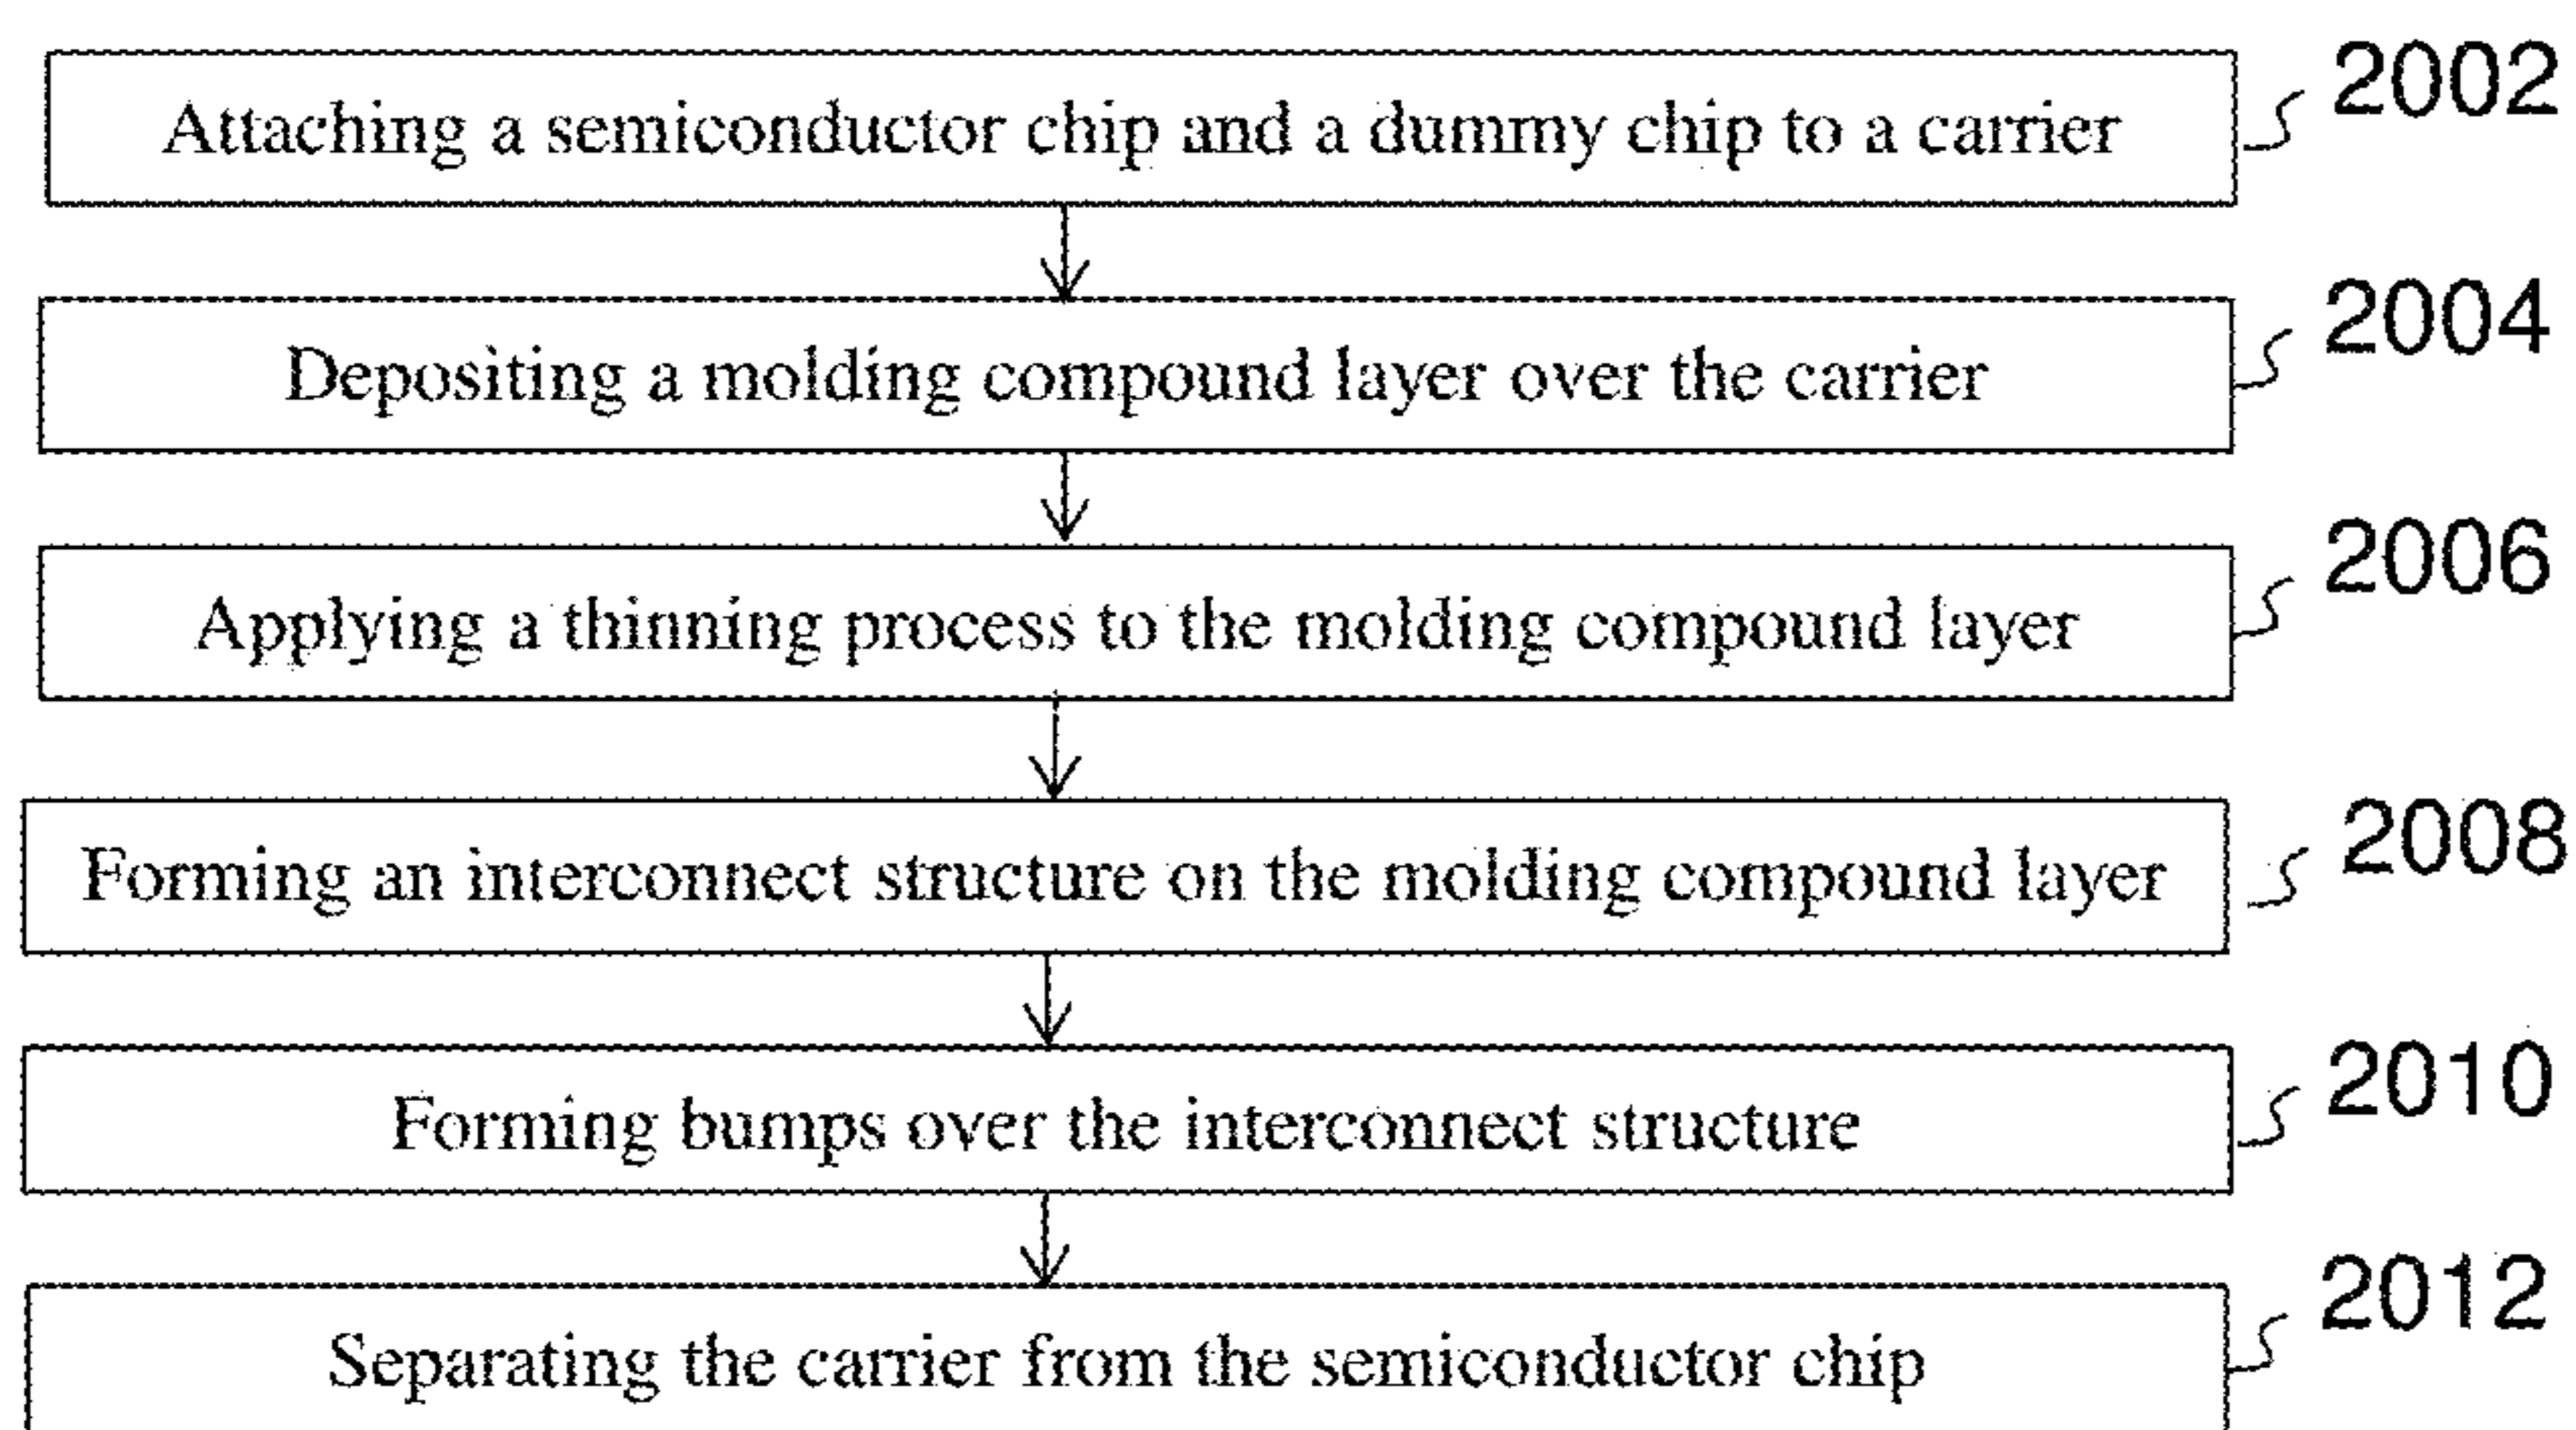 Attaching a semiconductor chip and a dummy chip to a carrier 2002
Depositing a molding compound layer over the carrier 2004
Applying a thinning process to the molding compound layer 2006
Forming an interconnect structure on the molding compound layer 2008
Forming bumps over the interconnect structure 2010
Separating the carrier from the semiconductor chip 2012